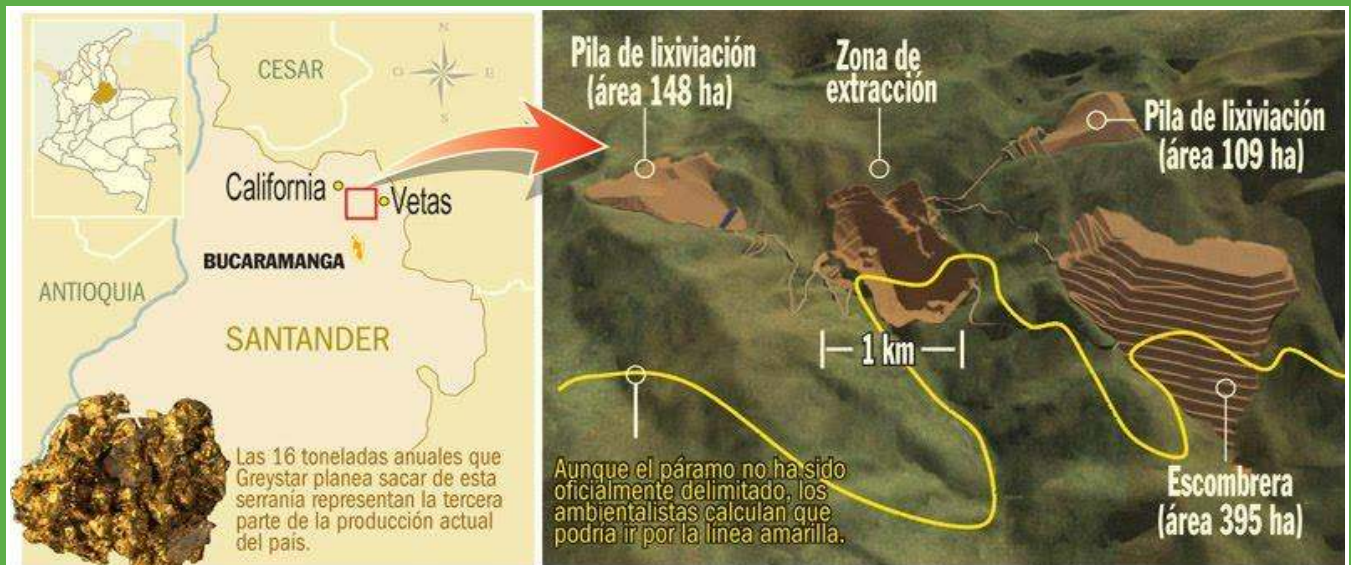 CESAR
N
O
E
S
California
Vetas
BUCARAMANGA
ANTIOQUIA
SANTANDER
Las 16 toneladas anuales que
Greystar planea sacar de esta
serranía representan la tercera
parte de la producción actual
del país.
Pila de lixiviación
(área 148 ha)
Zona de
extracción
Pila de lixiviación
(área 109 ha)
1 km
Aunque el páramo no ha sido
oficialmente delimitado, los
ambientalistas calculan que
podría ir por la línea amarilla.
Escombrera
(área 395 ha)